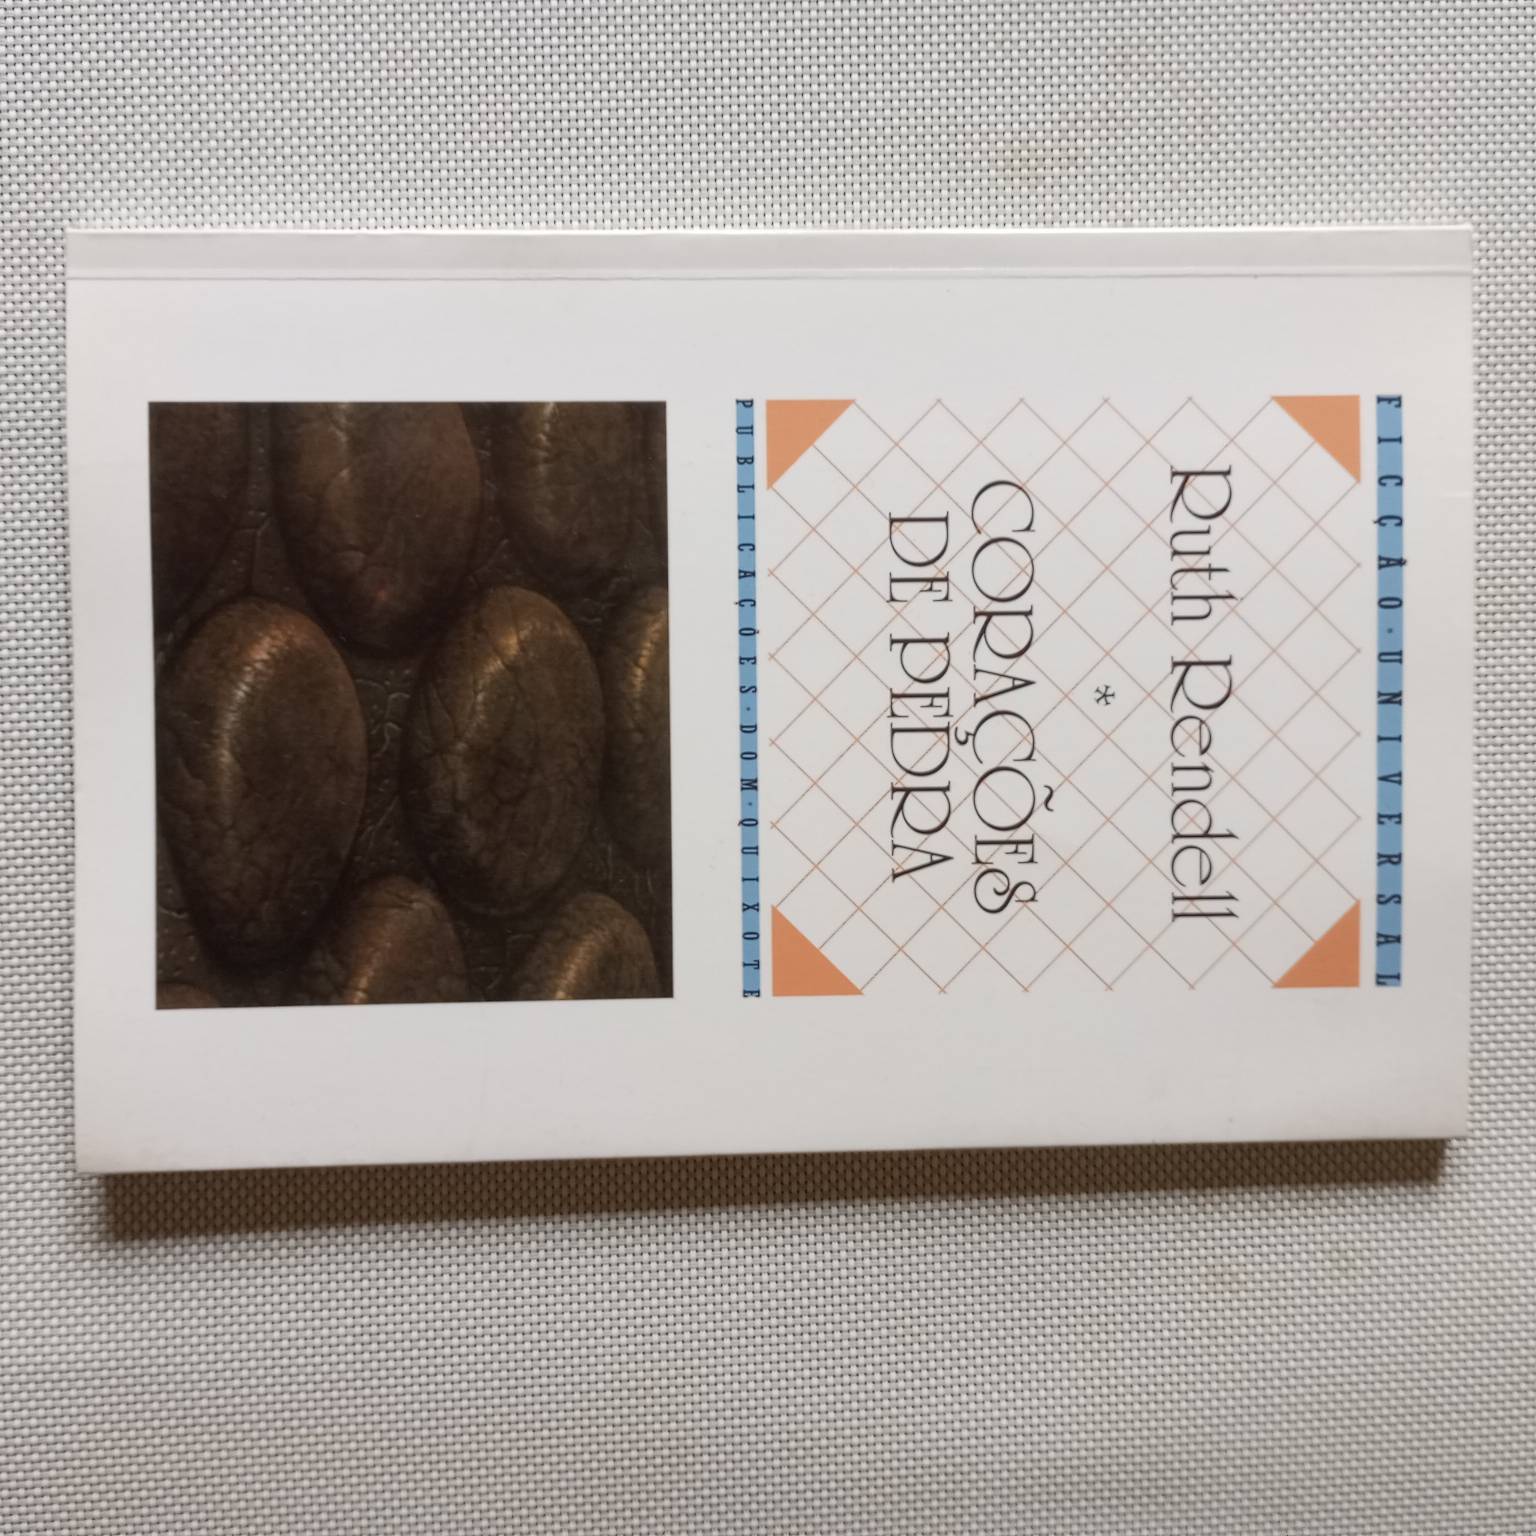 FICÇÃO·UNIVERSAL
Ruth Rendell
*
CORAÇÕES
DE PEDRA
PUBLICAÇÕES·DOM·QUIXOTE